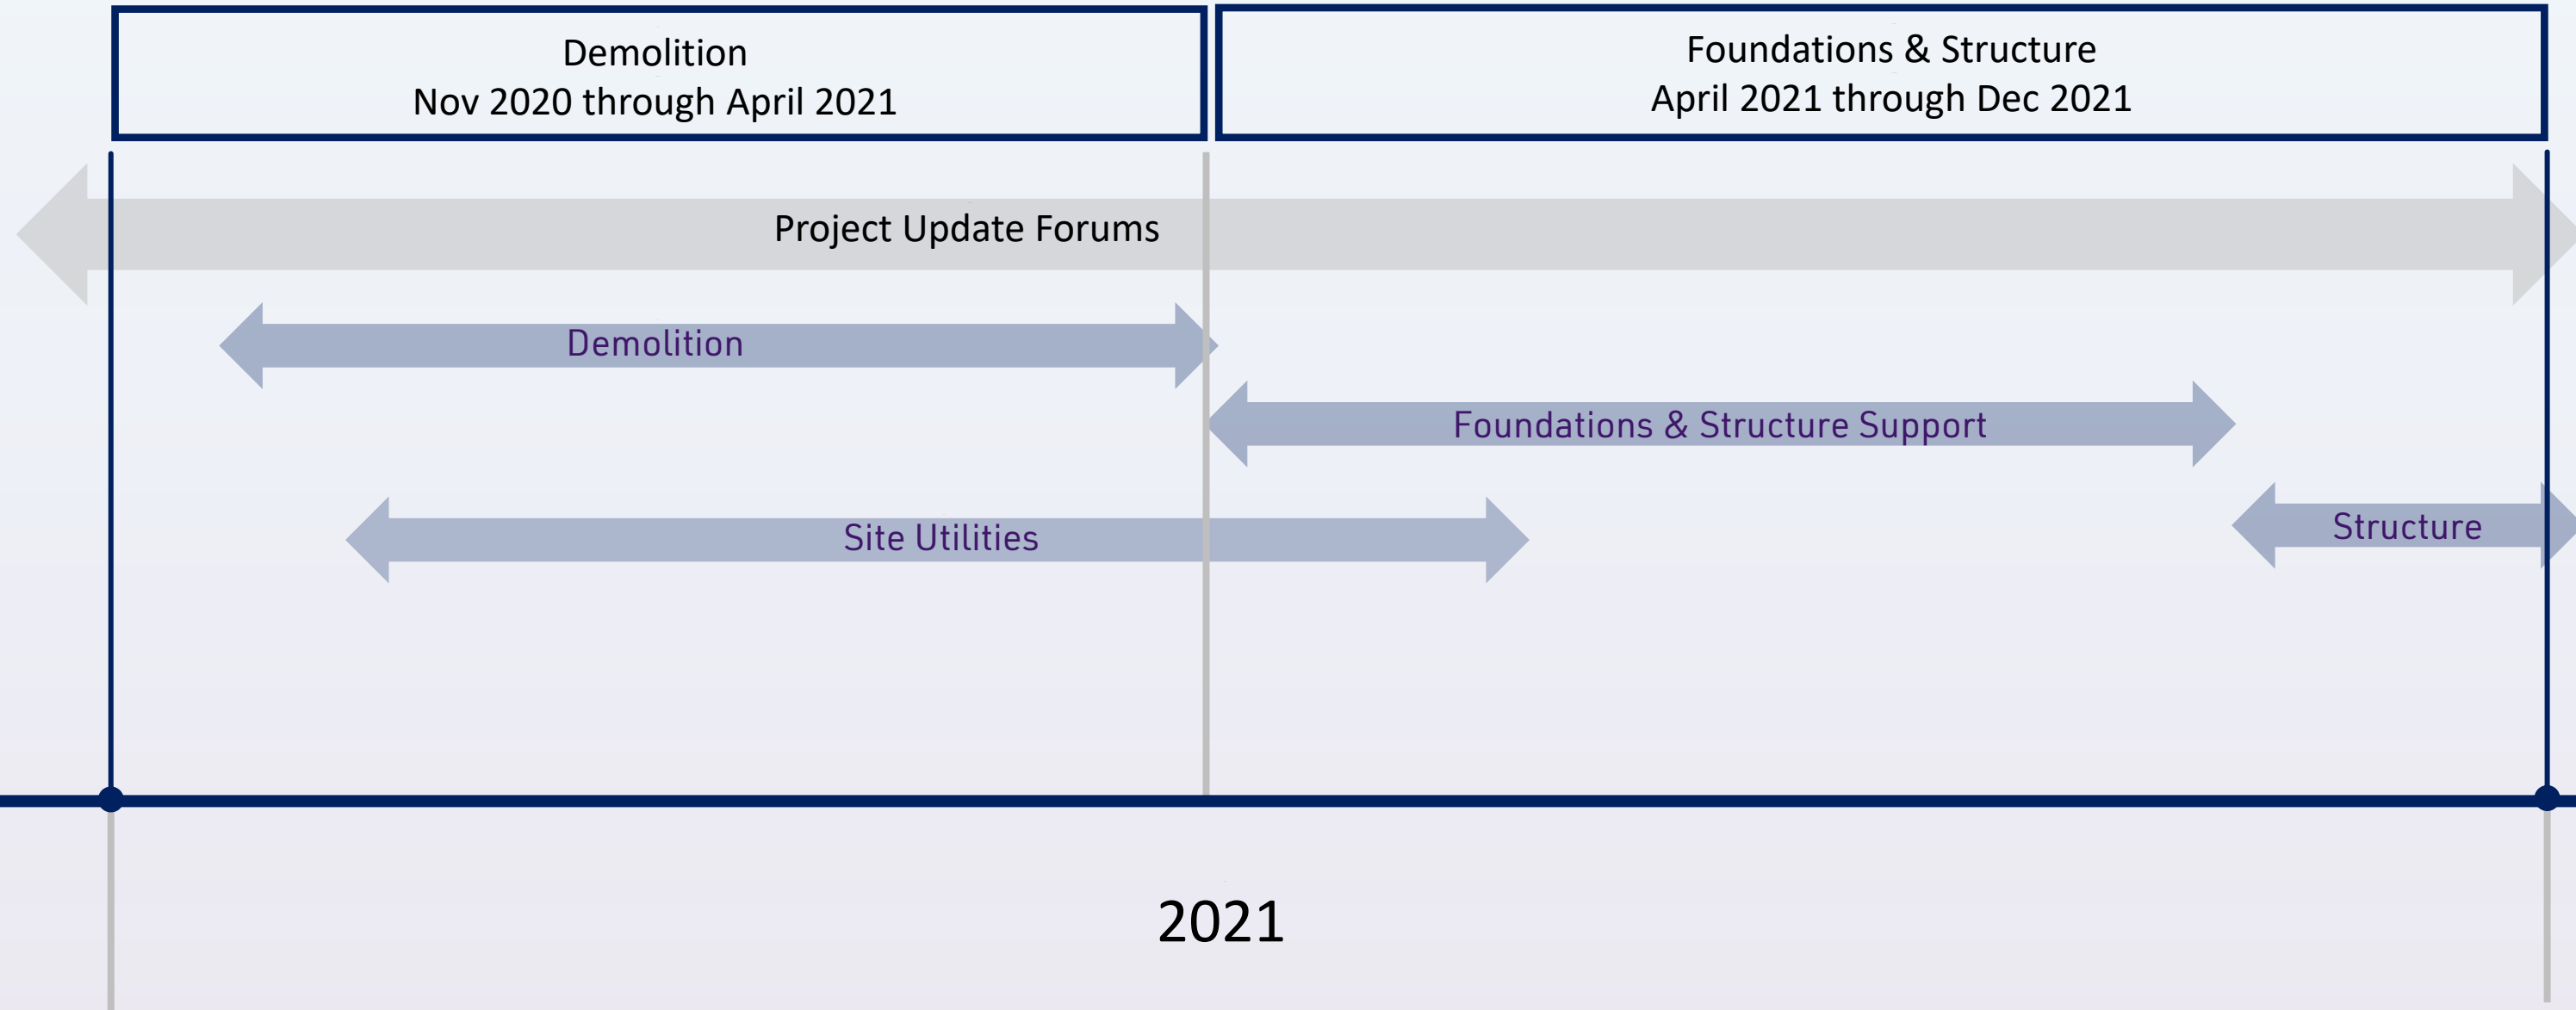 Demolition
Nov 2020 through April 2021
Foundations & Structure
April 2021 through Dec 2021
Project Update Forums
Demolition
Foundations & Structure Support
Site Utilities
Structure
2021